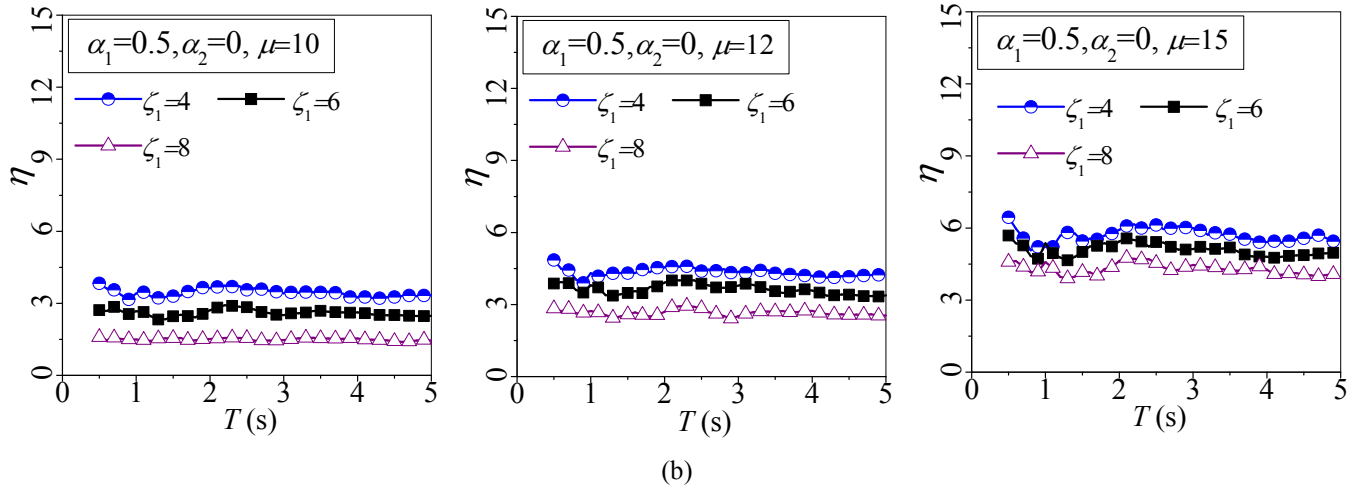 α₁=0.5,α₂=0, μ=10
ζ₁=4 ζ₁=6
ζ₁=8
η
0 3 6 9 12 15
0 1 2 3 4 5
T (s)
α₁=0.5,α₂=0, μ=12
ζ₁=4 ζ₁=6
ζ₁=8
η
0 3 6 9 12 15
0 1 2 3 4 5
T (s)
α₁=0.5,α₂=0, μ=15
ζ₁=4 ζ₁=6
ζ₁=8
η
0 3 6 9 12 15
0 1 2 3 4 5
T (s)
(b)